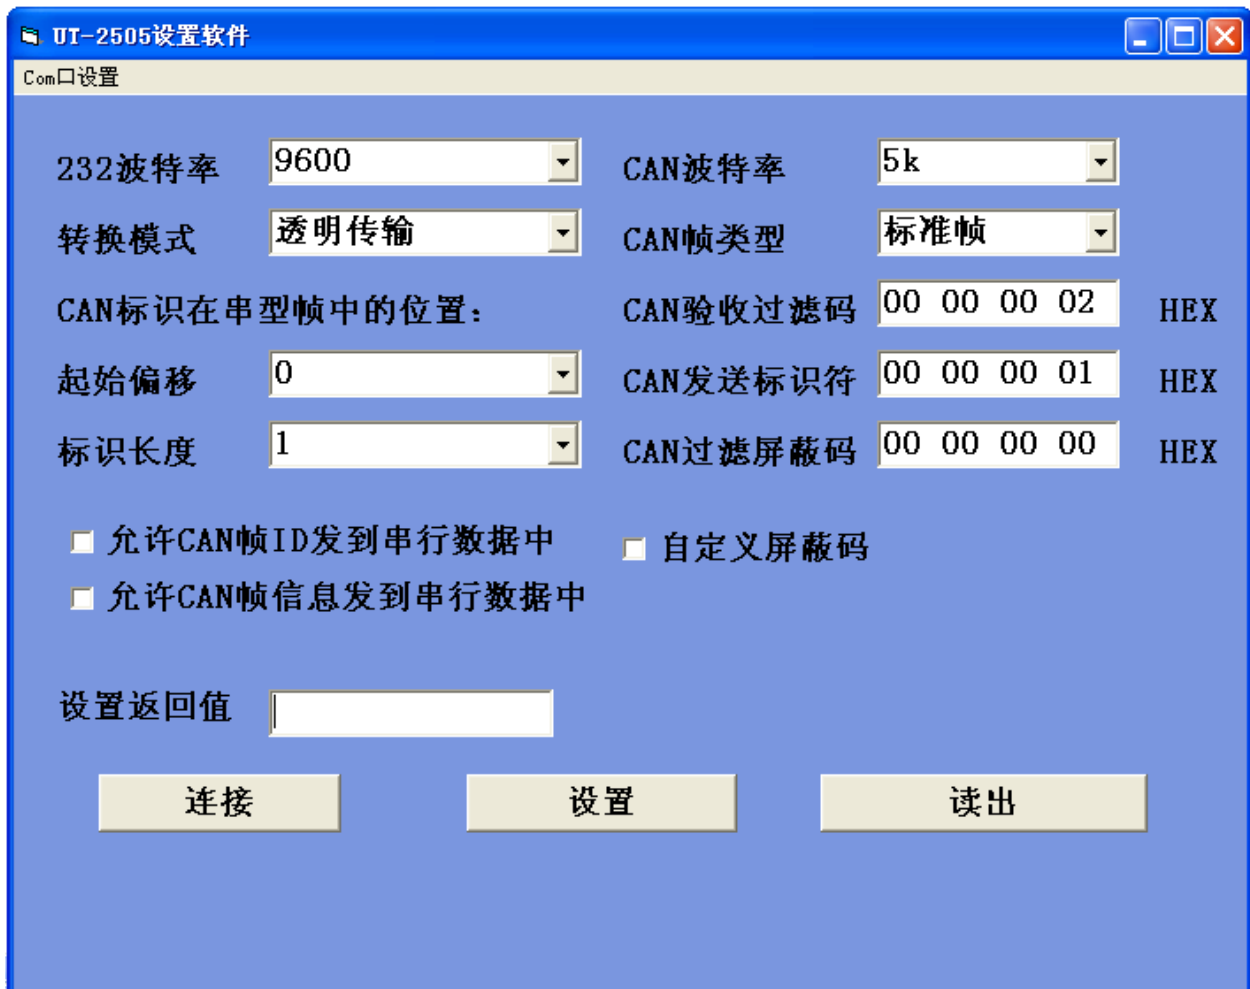 UT-2505设置软件
Com口设置
232波特率 9600 CAN波特率 5k
转换模式 透明传输 CAN帧类型 标准帧
CAN标识在串型帧中的位置： CAN验收过滤码 00 00 00 02 HEX
起始偏移 0 CAN发送标识符 00 00 00 01 HEX
标识长度 1 CAN过滤屏蔽码 00 00 00 00 HEX
允许CAN帧ID发到串行数据中 自定义屏蔽码
允许CAN帧信息发到串行数据中
设置返回值
连接 设置 读出